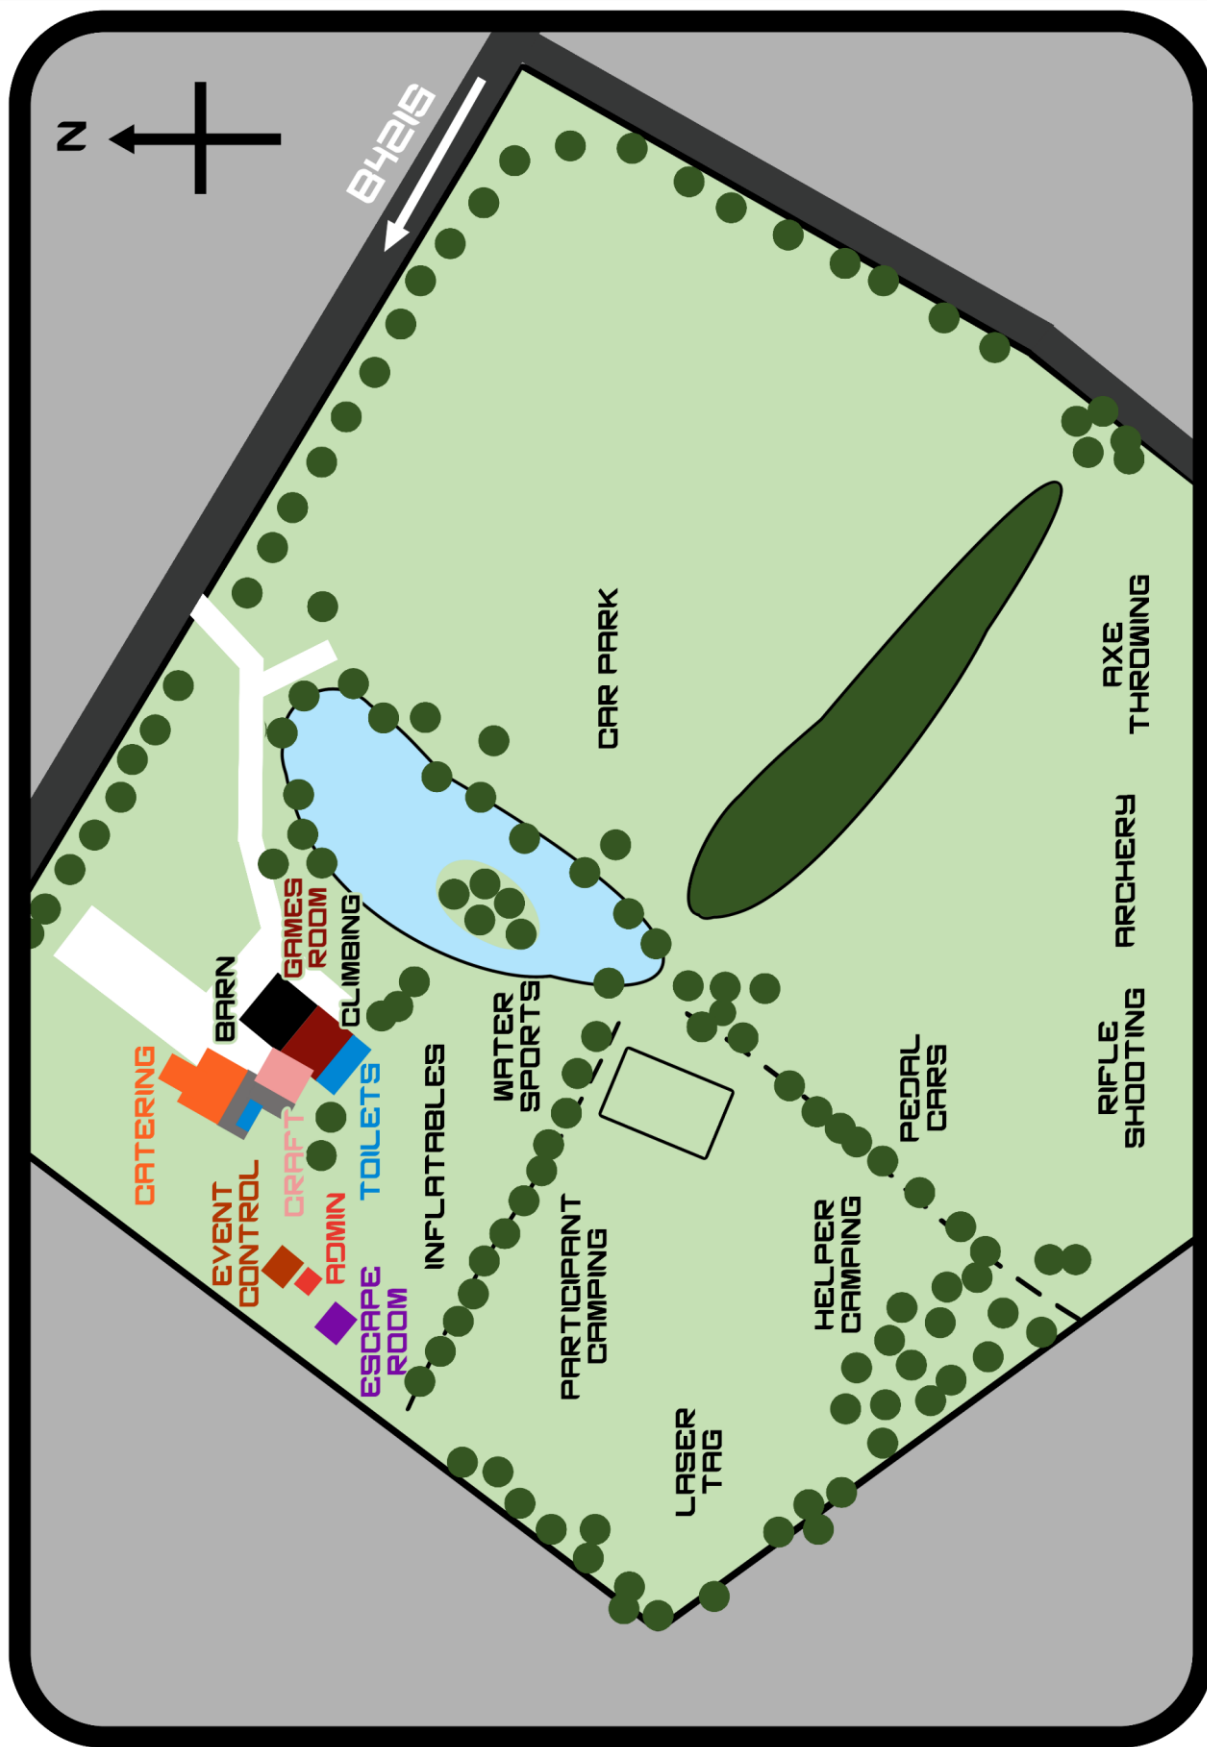 N
B4215
CAR PARK
AXE
THROWING
ARCHERY
RIFLE
SHOOTING
PEDAL
CARS
HELPER
CAMPING
PARTICIPANT
CAMPING
LASER
TAG
WATER
SPORTS
INFLATABLES
BARN
GAMES
ROOM
CLIMBING
CATERING
CRAFT
TOILETS
EVENT
CONTROL
ADMIN
ESCAPE
ROOM